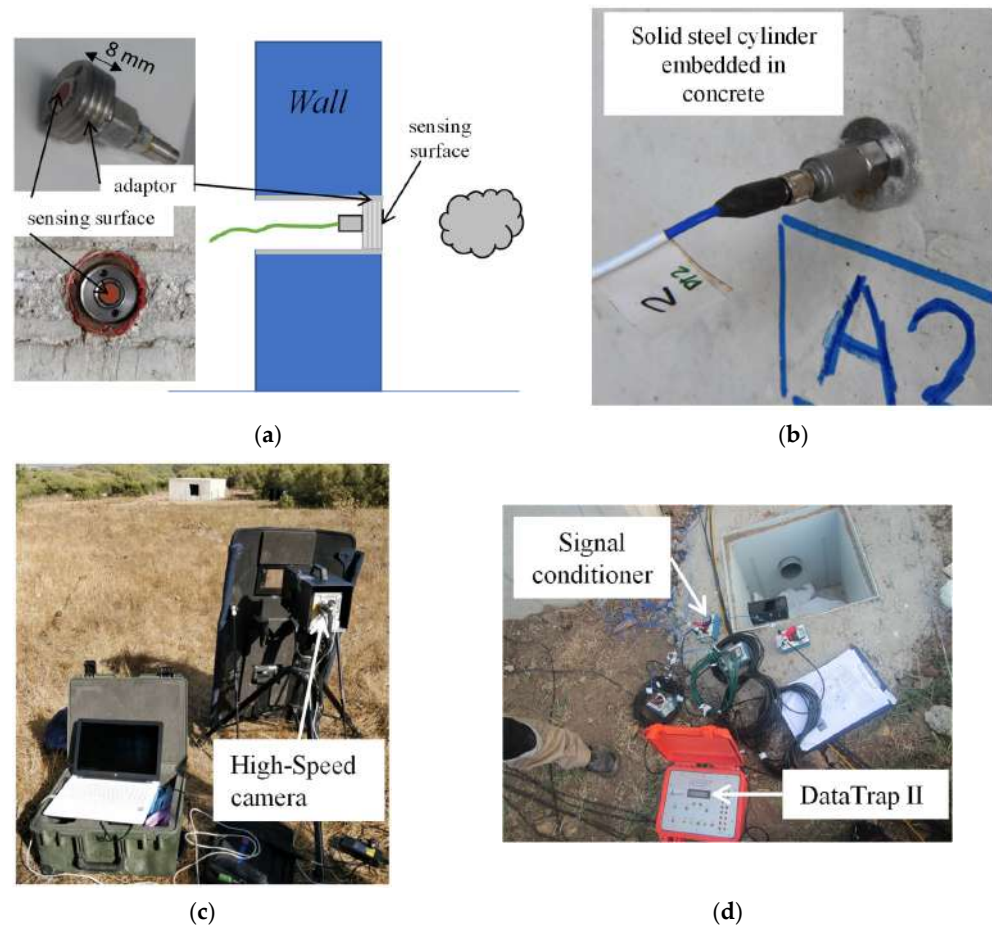 8 mm
Wall
sensing
surface
adaptor
sensing surface
Solid steel cylinder
embedded in
concrete
2
A2
(a)
(b)
Signal
conditioner
High-Speed
camera
DataTrap II
(c)
(d)